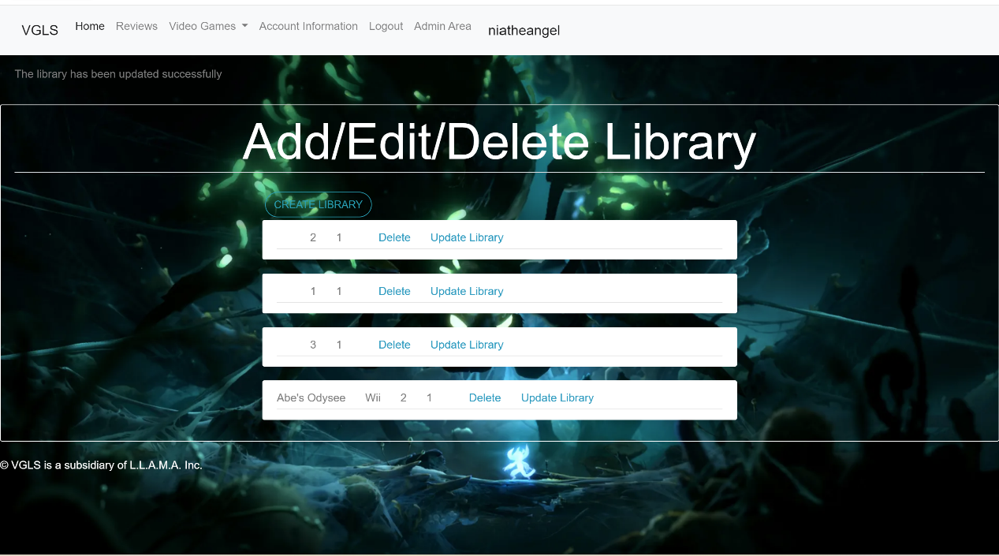 VGLS Home Reviews Video Games Account Information Logout Admin Area niatheangel
The library has been updated successfully
Add/Edit/Delete Library
CREATE LIBRARY
2 1 Delete Update Library
1 1 Delete Update Library
3 1 Delete Update Library
Abe's Odysee Wii 2 1 Delete Update Library
© VGLS is a subsidiary of L.L.A.M.A. Inc.